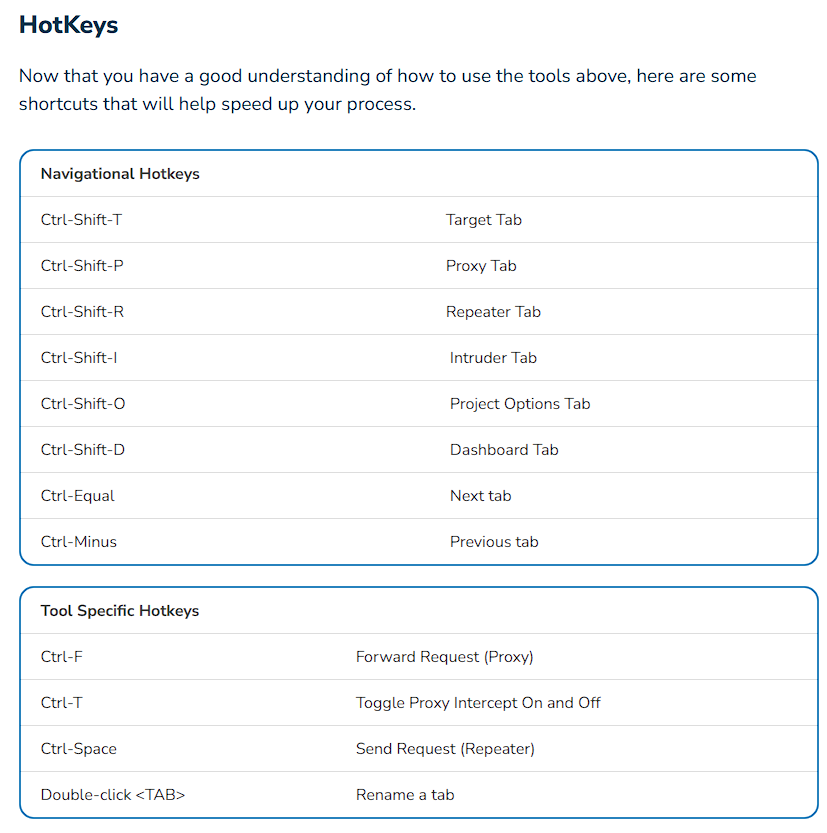 HotKeys
Now that you have a good understanding of how to use the tools above, here are some
shortcuts that will help speed up your process.
Navigational Hotkeys
Ctrl-Shift-T Target Tab
Ctrl-Shift-P Proxy Tab
Ctrl-Shift-R Repeater Tab
Ctrl-Shift-I Intruder Tab
Ctrl-Shift-O Project Options Tab
Ctrl-Shift-D Dashboard Tab
Ctrl-Equal Next tab
Ctrl-Minus Previous tab
Tool Specific Hotkeys
Ctrl-F Forward Request (Proxy)
Ctrl-T Toggle Proxy Intercept On and Off
Ctrl-Space Send Request (Repeater)
Double-click <TAB> Rename a tab